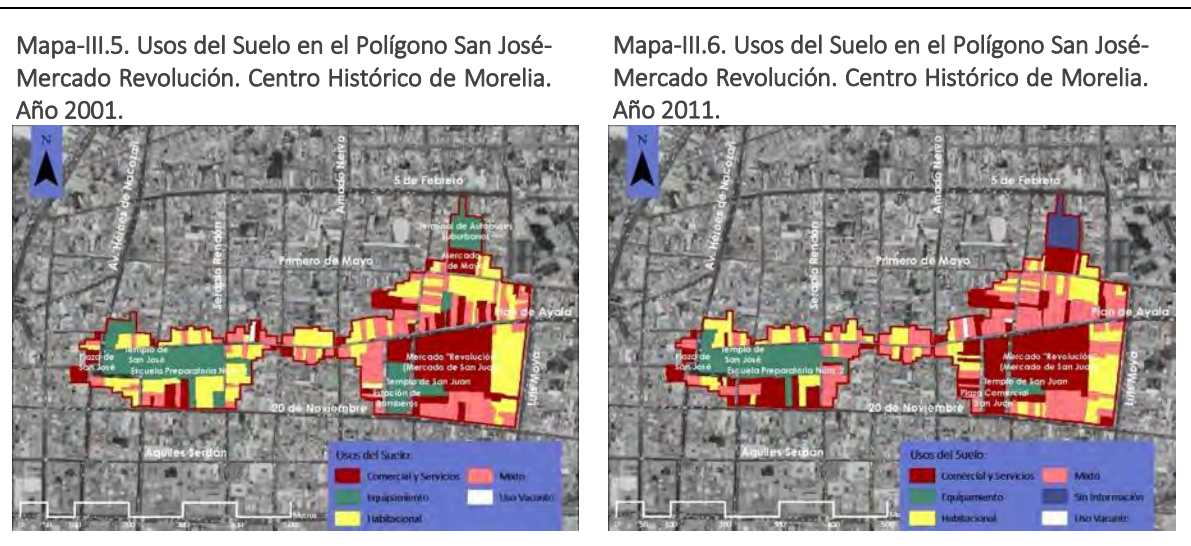 Mapa-III.5. Usos del Suelo en el Polígono San José-
Mercado Revolución. Centro Histórico de Morelia.
Año 2001.
N
Av. Héroes de Nacozari
Serapio Rendón
Amado Nervo
5 de Febrero
Terminal de Autobuses
Suburbanos
Mercado
de Mayo
Primero de Mayo
Plan de Ayala
Plaza de
San José
Templo de
San José
Escuela Preparatoria Núm. 2
Mercado "Revolución
(Mercado de San Juan
Templo de San Juan
Estación de
Bomberos
20 de Noviembre
Aquiles Serdán
Usos del Suelo:
Comercial y Servicios
Mixto
Equipamiento
Uso Vacante
Habitacional
Metros
Mapa-III.6. Usos del Suelo en el Polígono San José-
Mercado Revolución. Centro Histórico de Morelia.
Año 2011.
N
Av. Héroes de Nacozari
Serapio Rendón
Amado Nervo
5 de Febrero
Primero de Mayo
Plan de Ayala
Plaza de
San José
Templo de
San José
Escuela Preparatoria Núm. 2
Mercado "Revolución
(Mercado de San Juan
Templo de San Juan
Plaza Comercial
San Juan
20 de Noviembre
Aquiles Serdán
Usos del Suelo:
Comercial y Servicios
Mixto
Equipamiento
Sin Información
Habitacional
Uso Vacante